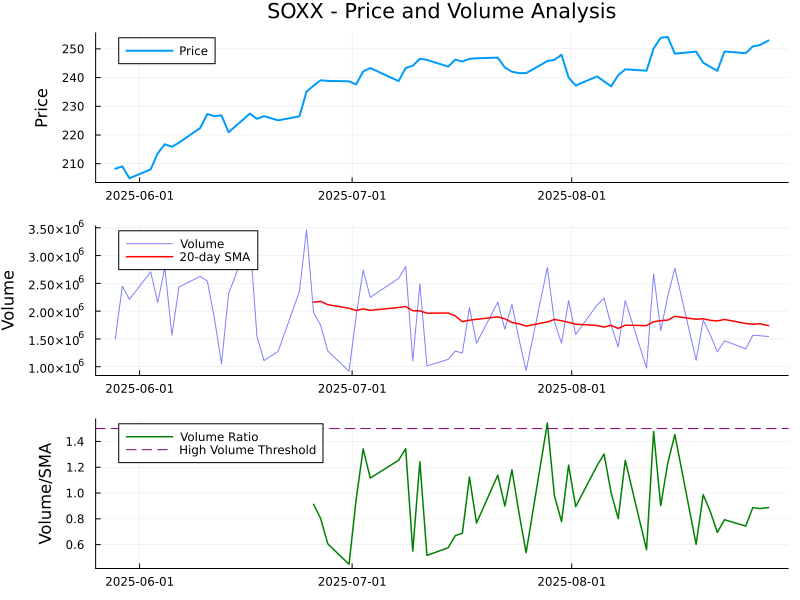 SOXX - Price and Volume Analysis
Price
250
240
230
220
210
Price
2025-06-01 2025-07-01 2025-08-01
3.50×10⁶
3.00×10⁶
2.50×10⁶
2.00×10⁶
1.50×10⁶
1.00×10⁶
Volume
Volume
20-day SMA
2025-06-01 2025-07-01 2025-08-01
1.4
1.2
1.0
0.8
0.6
Volume/SMA
Volume Ratio
High Volume Threshold
2025-06-01 2025-07-01 2025-08-01